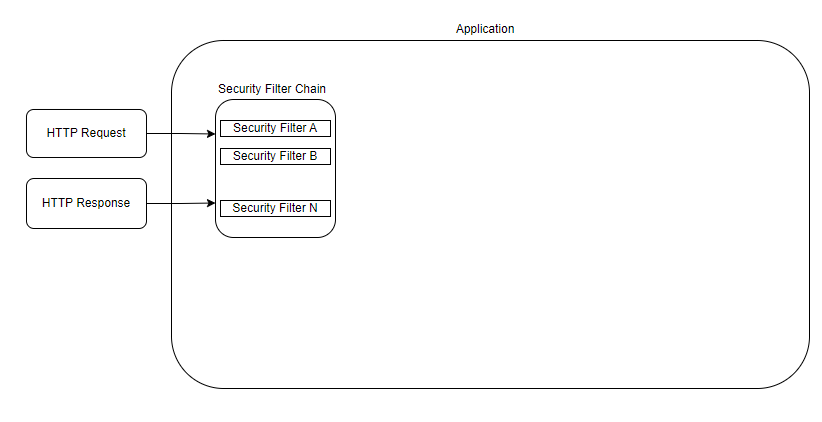 Application
Security Filter Chain
HTTP Request
Security Filter A
Security Filter B
HTTP Response
Security Filter N